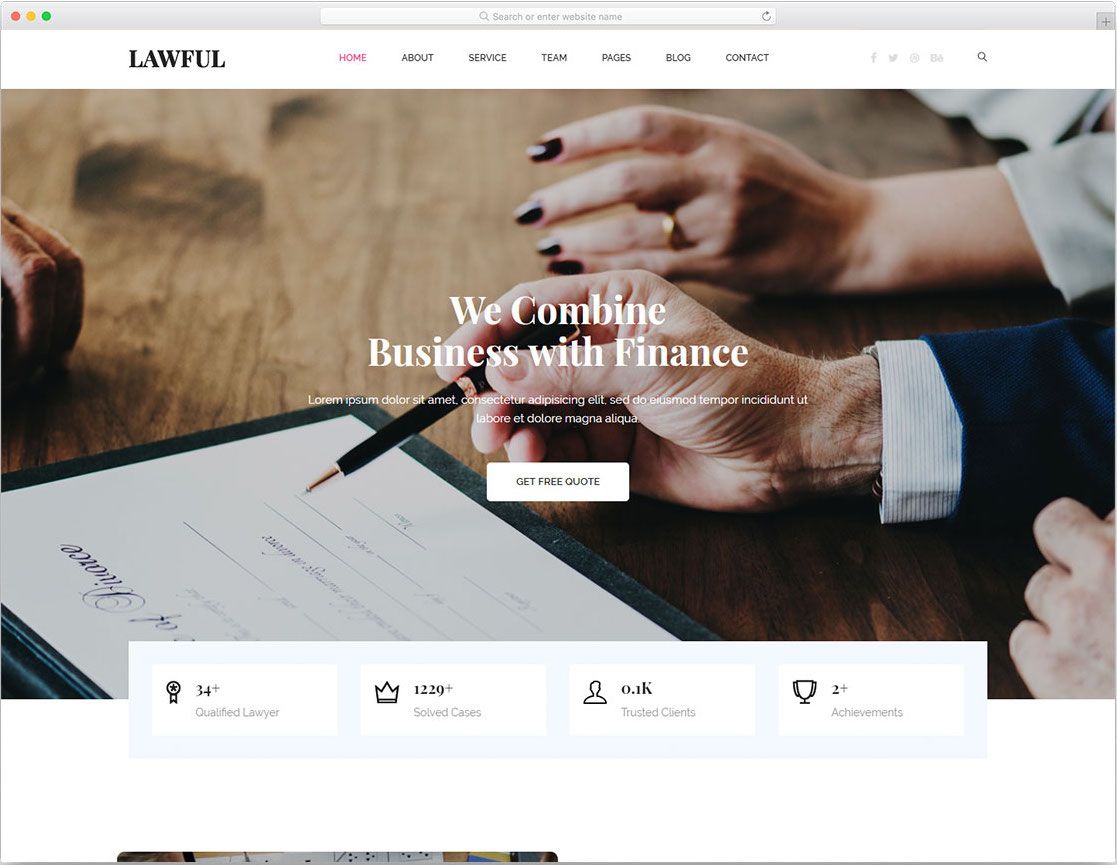 Search or enter website name
LAWFUL
HOME ABOUT SERVICE TEAM PAGES BLOG CONTACT
We Combine
Business with Finance
Lorem ipsum dolor sit amet, consectetur adipisicing elit, sed do eiusmod tempor incididunt ut
labore et dolore magna aliqua.
GET FREE QUOTE
of Divorce
34+
Qualified Lawyer
1229+
Solved Cases
0.1K
Trusted Clients
2+
Achievements